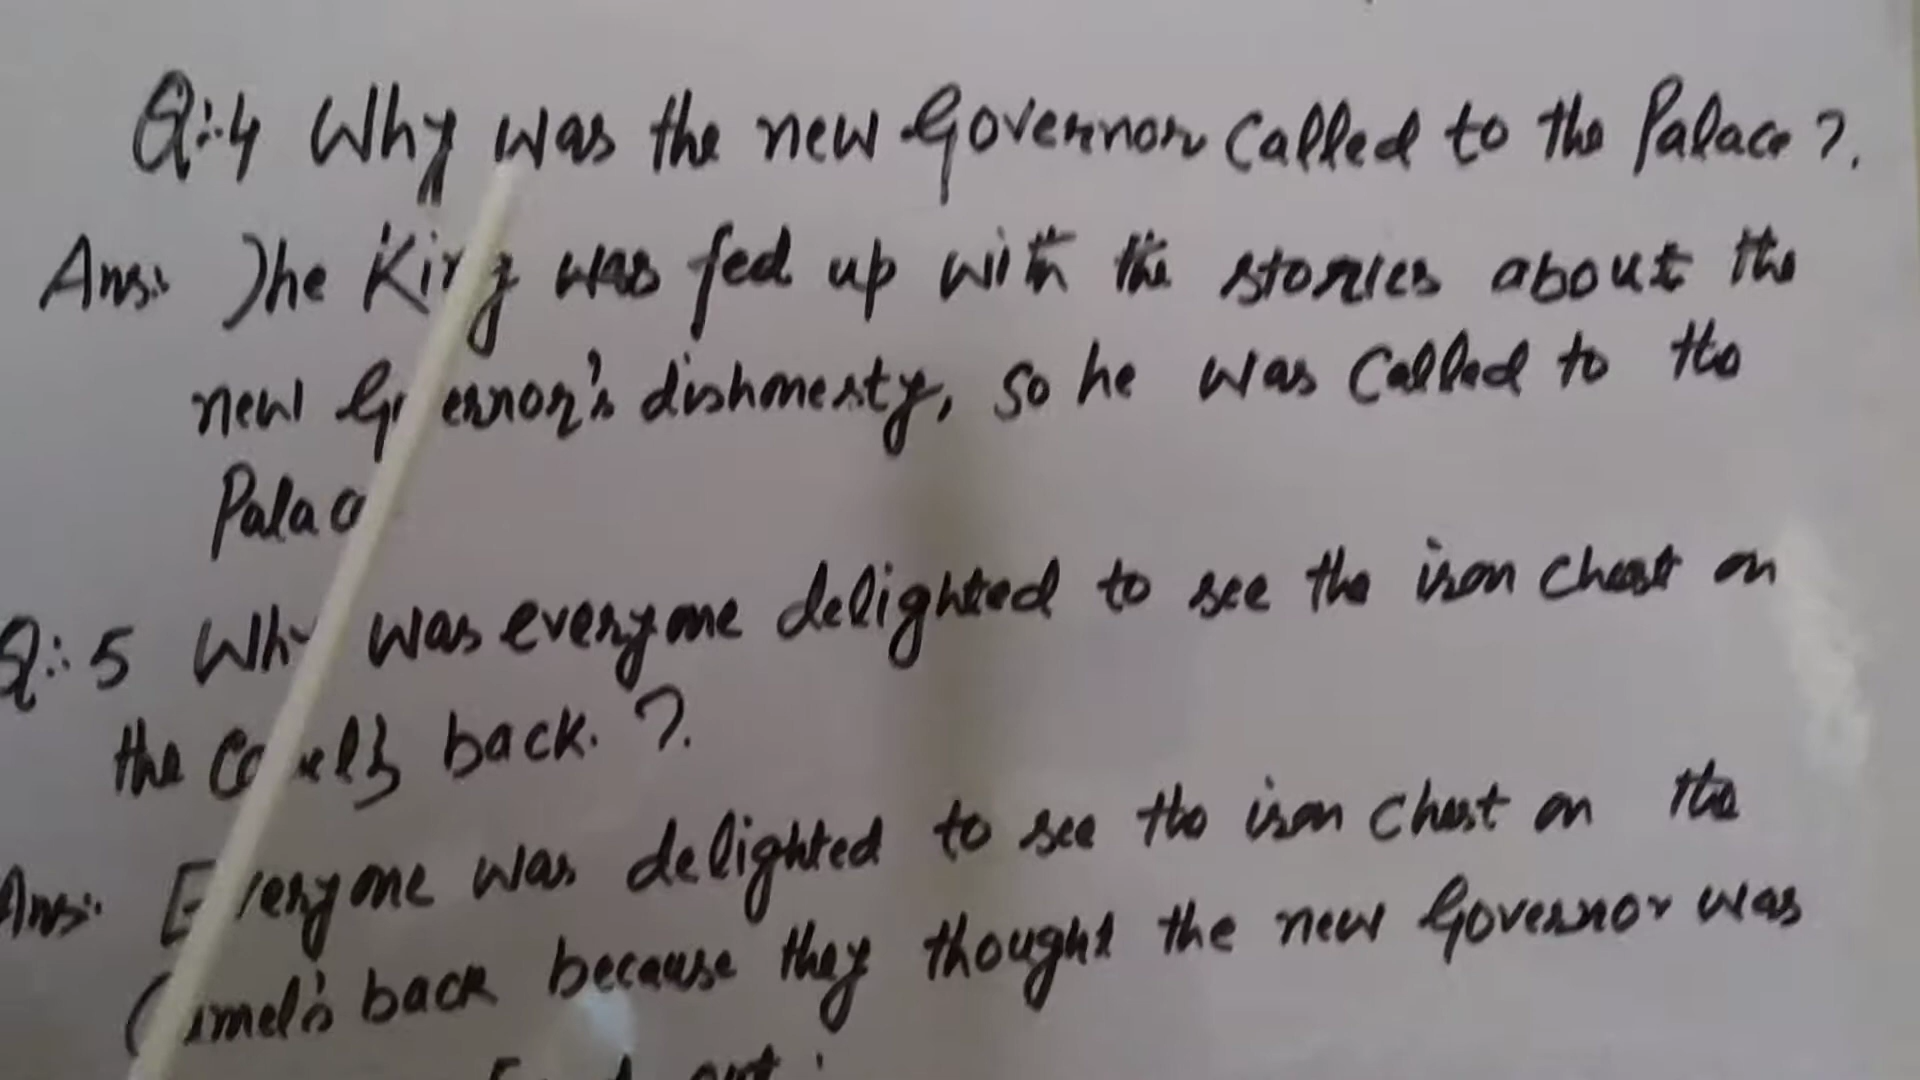 Q:4 Why was the new Governor called to the Palace?.
Ans: The King was fed up with the stories about the
new Governor's dishonesty, so he was called to the
Palace
Q:5 Why was everyone delighted to see the iron chest on
the Camel's back.?.
Ans: Everyone was delighted to see the iron chest on the
Camel's back because they thought the new Governor was
out.